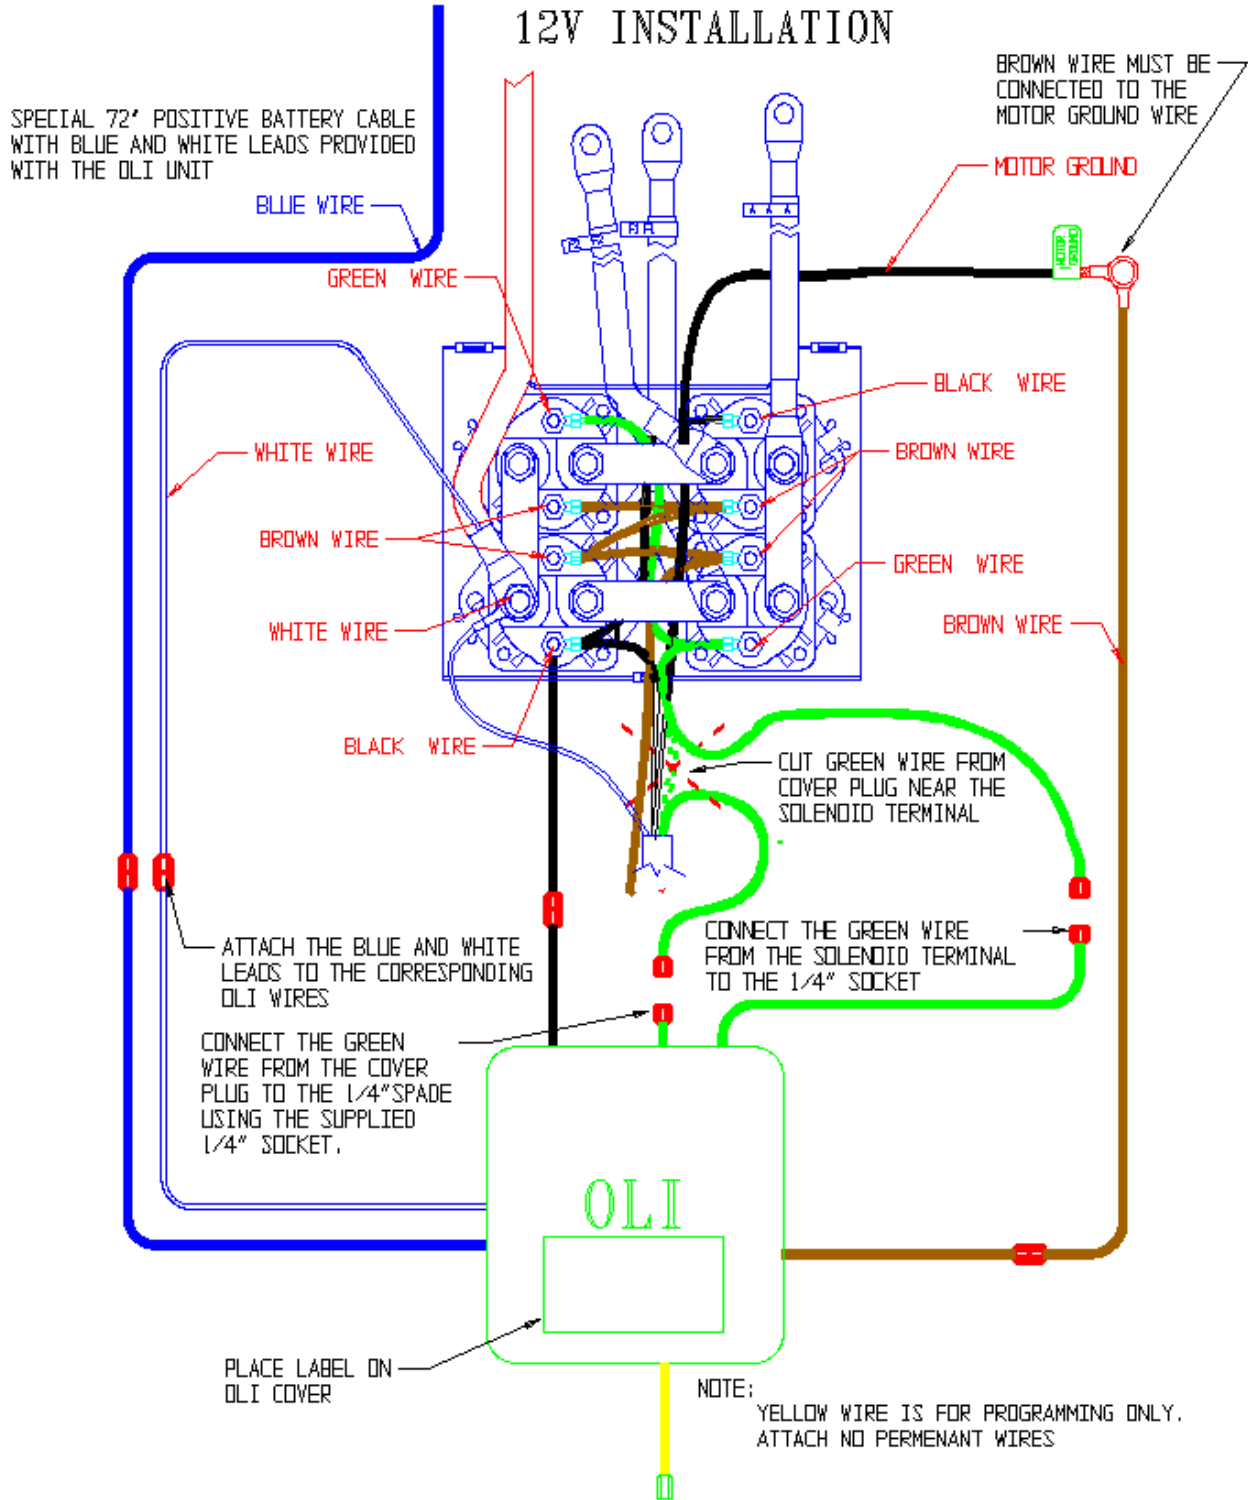 12V INSTALLATION
BROWN WIRE MUST BE
CONNECTED TO THE
MOTOR GROUND WIRE
SPECIAL 72' POSITIVE BATTERY CABLE
WITH BLUE AND WHITE LEADS PROVIDED
WITH THE OLI UNIT
MOTOR GROUND
BLUE WIRE
MOTOR
GROUND
GREEN WIRE
BLACK WIRE
WHITE WIRE
BROWN WIRE
BROWN WIRE
GREEN WIRE
WHITE WIRE
BROWN WIRE
BLACK WIRE
CUT GREEN WIRE FROM
COVER PLUG NEAR THE
SOLENOID TERMINAL
ATTACH THE BLUE AND WHITE
LEADS TO THE CORRESPONDING
OLI WIRES
CONNECT THE GREEN WIRE
FROM THE SOLENOID TERMINAL
TO THE 1/4" SOCKET
CONNECT THE GREEN
WIRE FROM THE COVER
PLUG TO THE 1/4"SPADE
USING THE SUPPLIED
1/4" SOCKET.
OLI
PLACE LABEL ON
OLI COVER
NOTE:
YELLOW WIRE IS FOR PROGRAMMING ONLY.
ATTACH NO PERMENANT WIRES